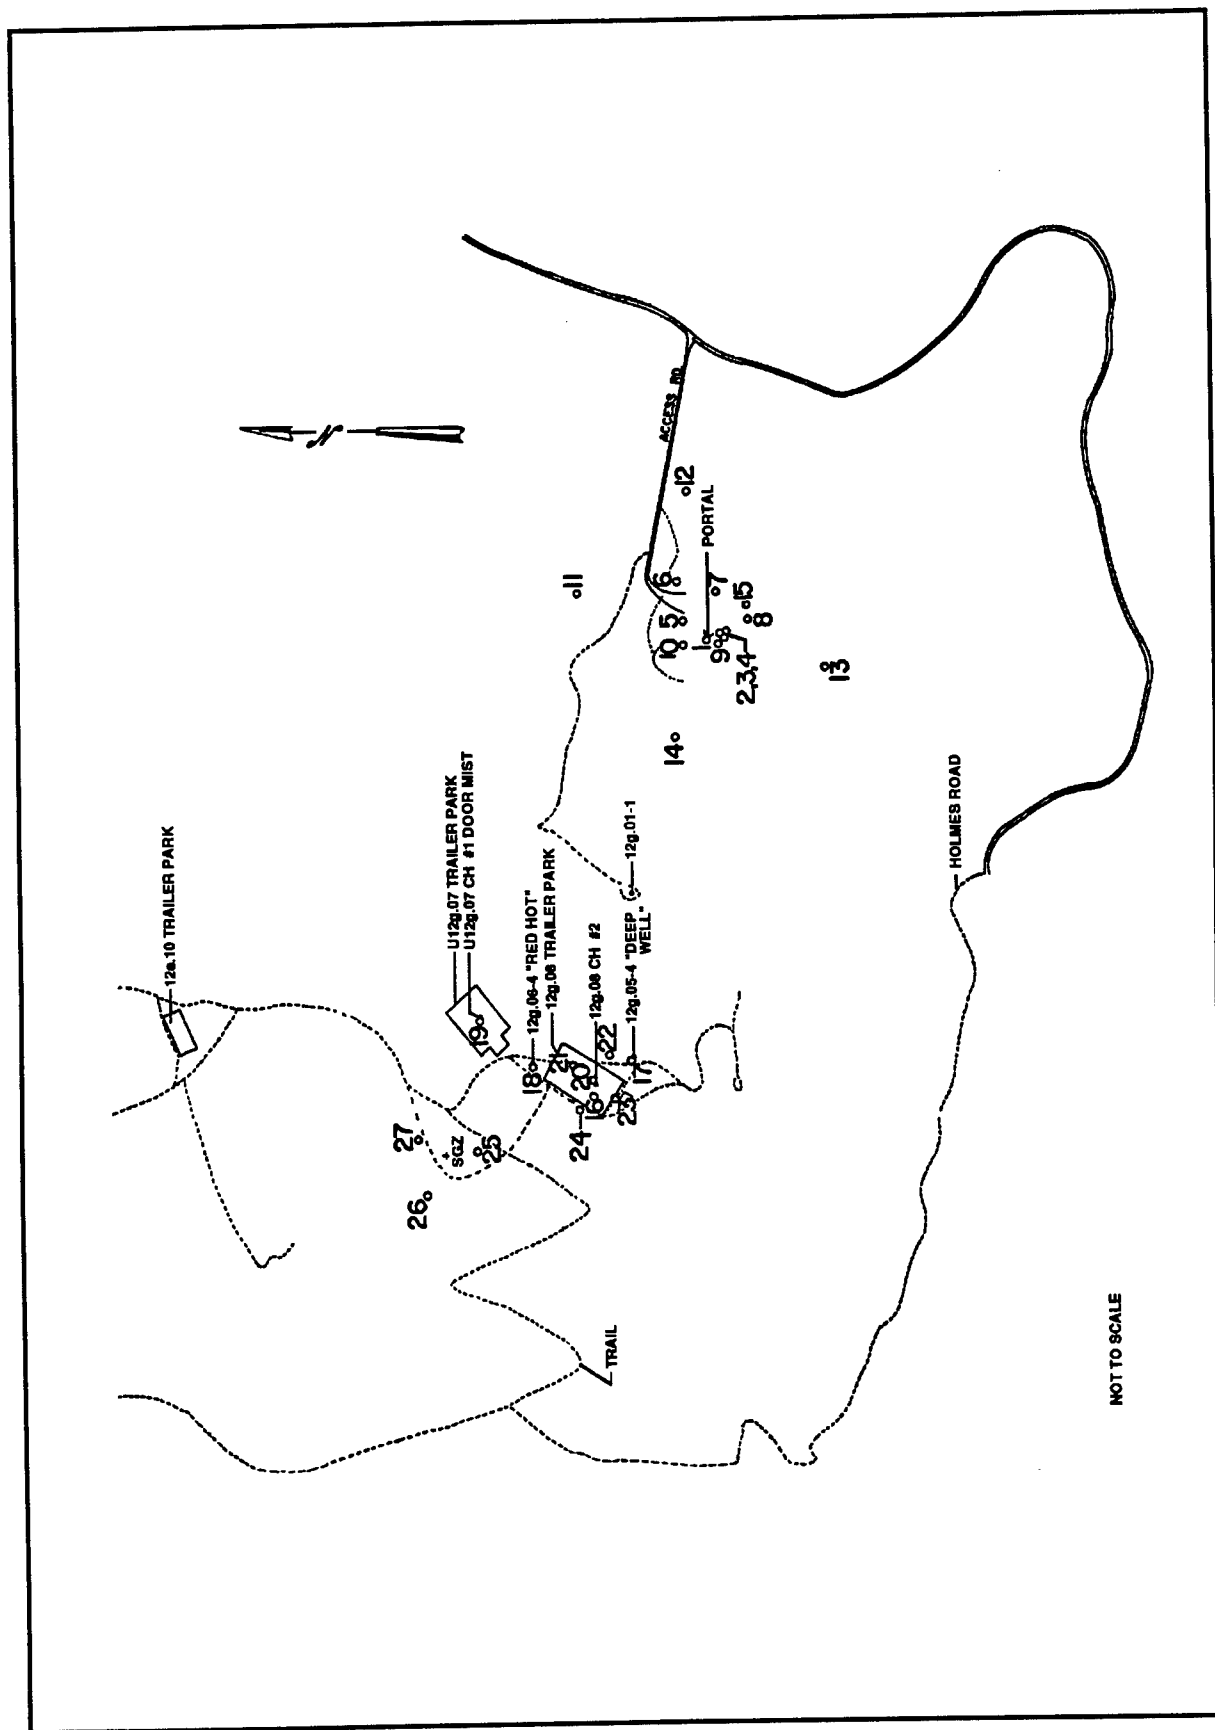 12e.10 TRAILER PARK
U12g.07 TRAILER PARK
U12g.07 CH #1 DOOR MIST
12g.06-4 "RED HOT"
12g.08 TRAILER PARK
12g.08 CH #2
12g.05-4 "DEEP
WELL"
12g.01-1
N
ACCESS RD
PORTAL
HOLMES ROAD
TRAIL
SGZ
NOT TO SCALE
27
26
25
24
18
19
21
20
16
22
23
17
14
11
12
10
5
6
1
7
9
15
8
2,3,4
13